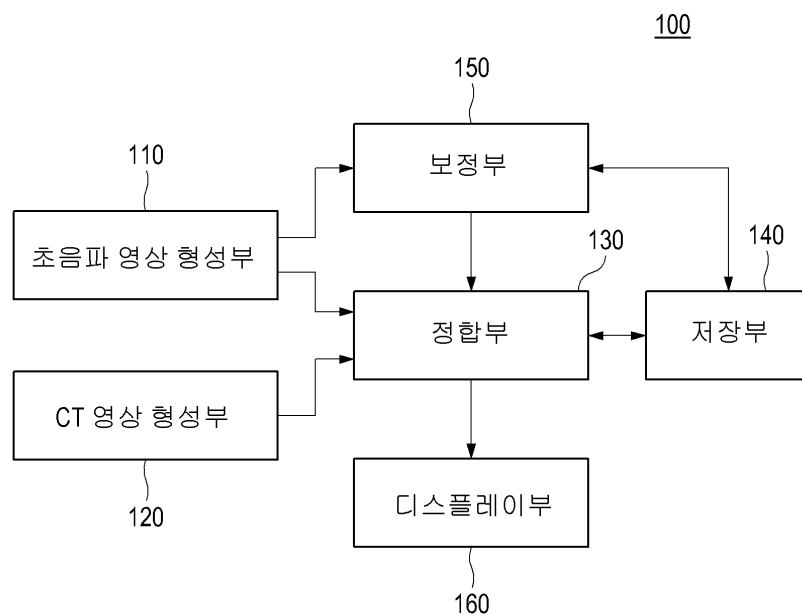 100
150
보정부
110
초음파 영상 형성부
130
정합부
140
저장부
CT 영상 형성부
120
디스플레이부
160